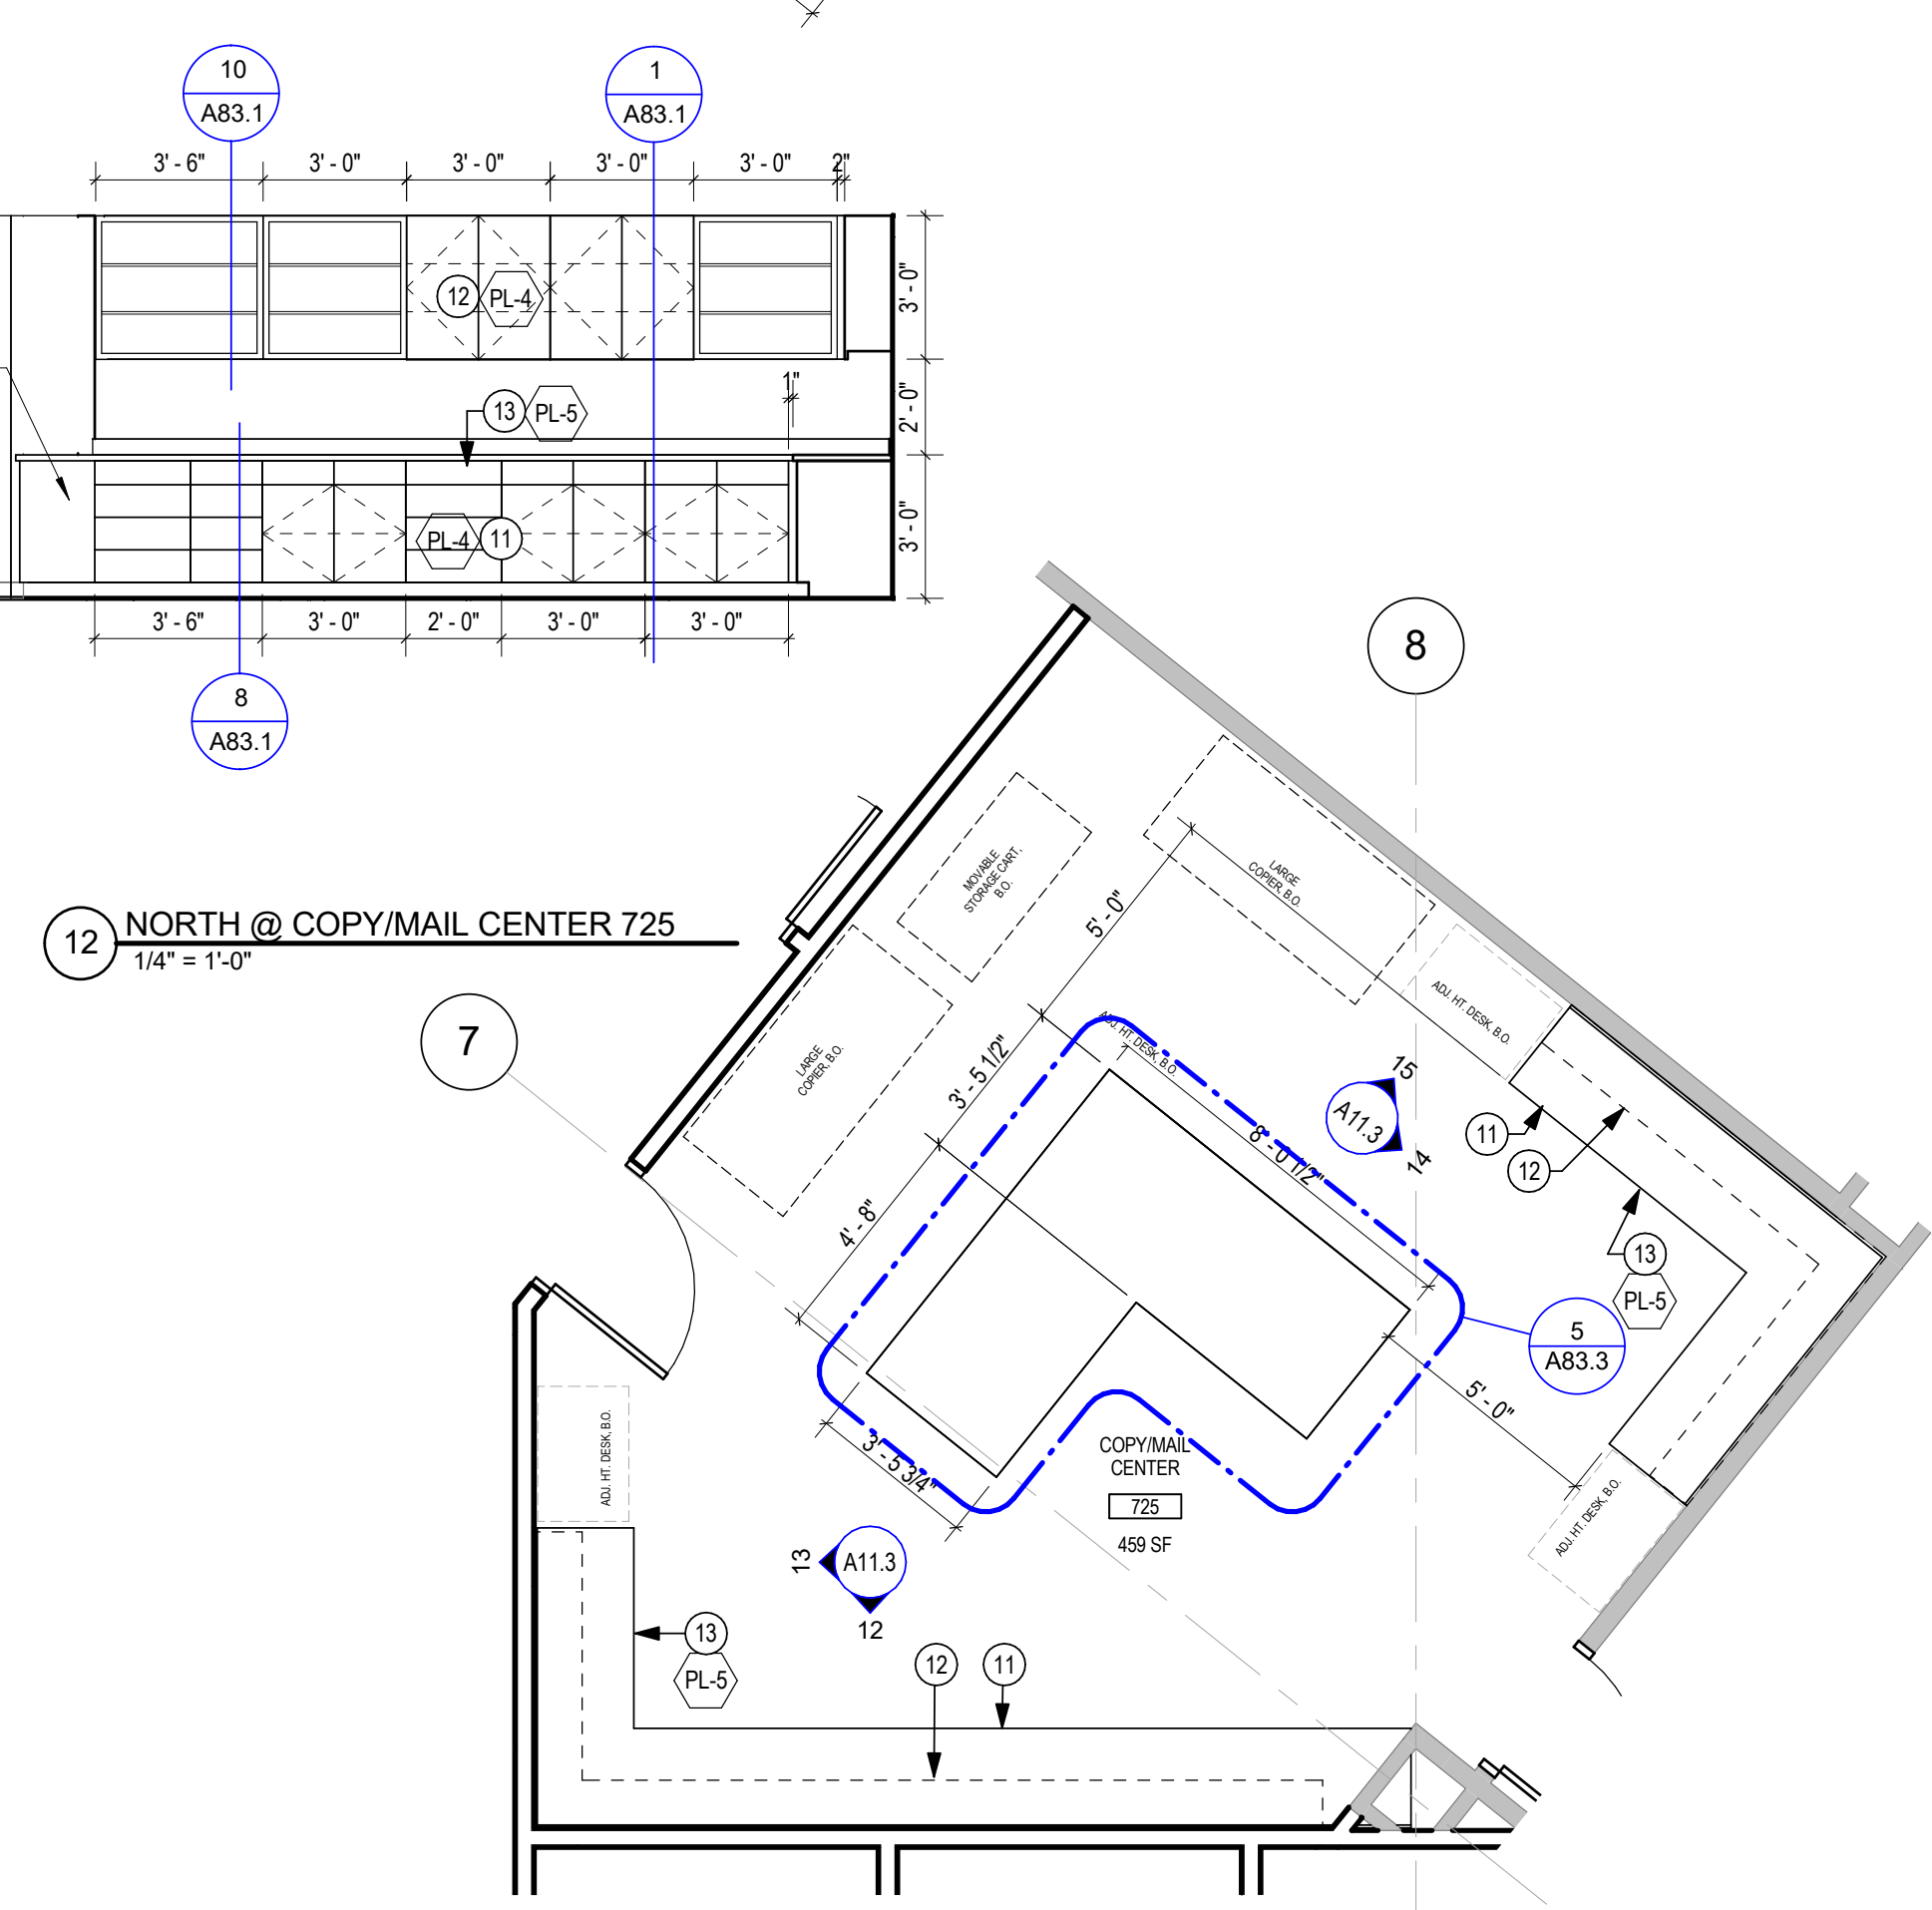 10
A83.1
1
A83.1
3' - 6"
3' - 0"
3' - 0"
3' - 0"
3' - 0"
2"
12
PL-4
3' - 0"
1"
13
PL-5
2' - 0"
PL-4
11
3' - 0"
3' - 6"
3' - 0"
2' - 0"
3' - 0"
3' - 0"
8
A83.1
12
NORTH @ COPY/MAIL CENTER 725
1/4" = 1'-0"
7
8
MOVABLE
STORAGE CART,
B.O.
LARGE
COPIER, B.O.
LARGE
COPIER, B.O.
5' - 0"
ADJ. HT. DESK, B.O.
ADJ. HT. DESK, B.O.
3' - 5 1/2"
8' - 0 1/2"
4' - 8"
15
A11.3
14
11
12
13
PL-5
5
A83.3
5' - 0"
3' - 5 3/4"
COPY/MAIL
CENTER
725
459 SF
ADJ. HT. DESK, B.O.
ADJ. HT. DESK, B.O.
13
A11.3
12
13
PL-5
12
11